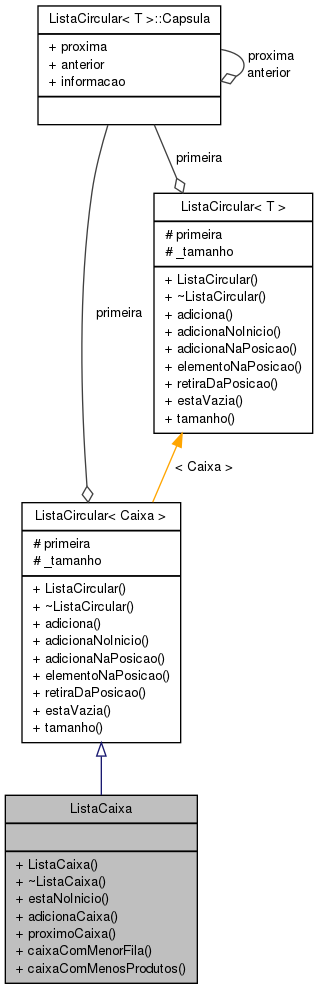 ListaCircular< T >::Capsula
+ proxima
+ anterior
+ informacao
proxima
anterior
primeira
ListaCircular< T >
# primeira
# _tamanho
+ ListaCircular()
+ ~ListaCircular()
+ adiciona()
+ adicionaNoInicio()
+ adicionaNaPosicao()
+ elementoNaPosicao()
+ retiraDaPosicao()
+ estaVazia()
+ tamanho()
primeira
< Caixa >
ListaCircular< Caixa >
# primeira
# _tamanho
+ ListaCircular()
+ ~ListaCircular()
+ adiciona()
+ adicionaNoInicio()
+ adicionaNaPosicao()
+ elementoNaPosicao()
+ retiraDaPosicao()
+ estaVazia()
+ tamanho()
ListaCaixa
+ ListaCaixa()
+ ~ListaCaixa()
+ estaNoInicio()
+ adicionaCaixa()
+ proximoCaixa()
+ caixaComMenorFila()
+ caixaComMenosProdutos()